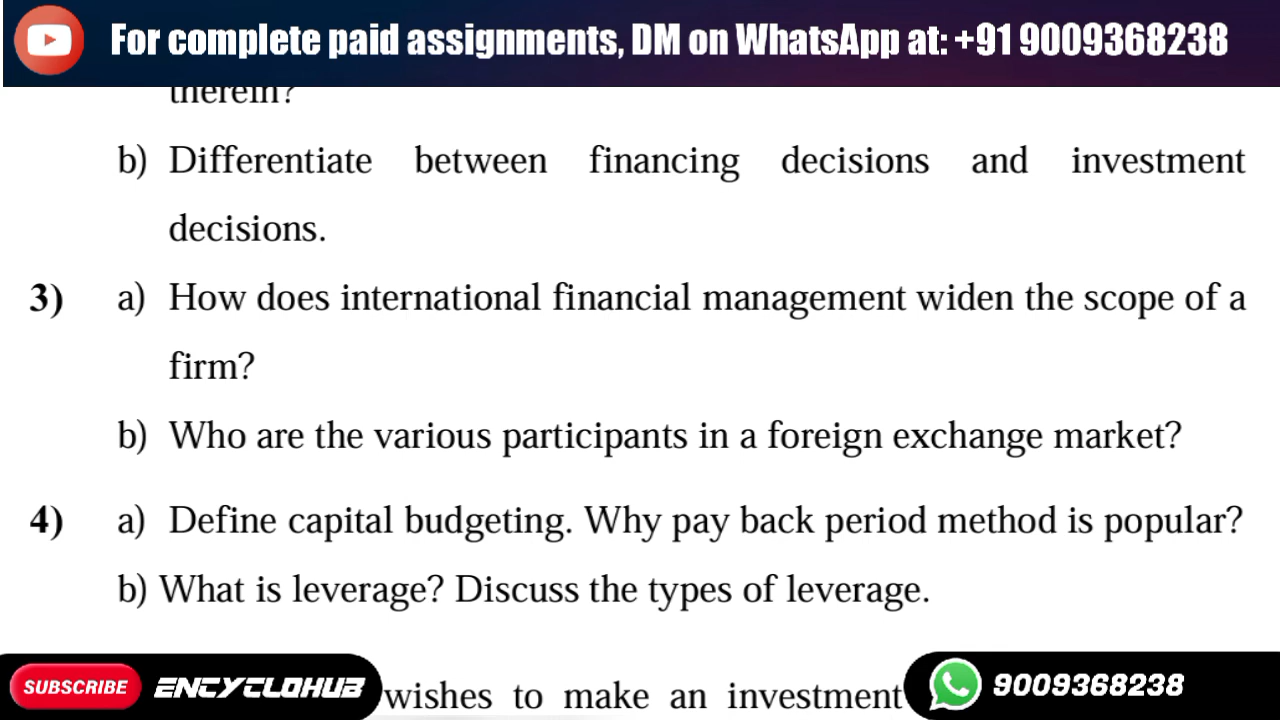 For complete paid assignments, DM on WhatsApp at: +91 9009368238
therein?
b) Differentiate between financing decisions and investment
decisions.
3) a) How does international financial management widen the scope of a
firm?
b) Who are the various participants in a foreign exchange market?
4) a) Define capital budgeting. Why pay back period method is popular?
b) What is leverage? Discuss the types of leverage.
wishes to make an investment
SUBSCRIBE ENCYCLOHUB
9009368238